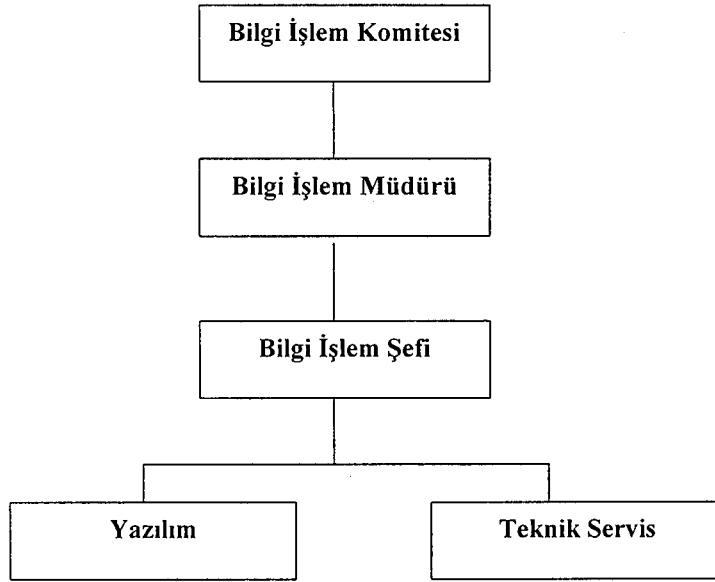 Bilgi İşlem Komitesi
Bilgi İşlem Müdürü
Bilgi İşlem Şefi
Yazılım
Teknik Servis